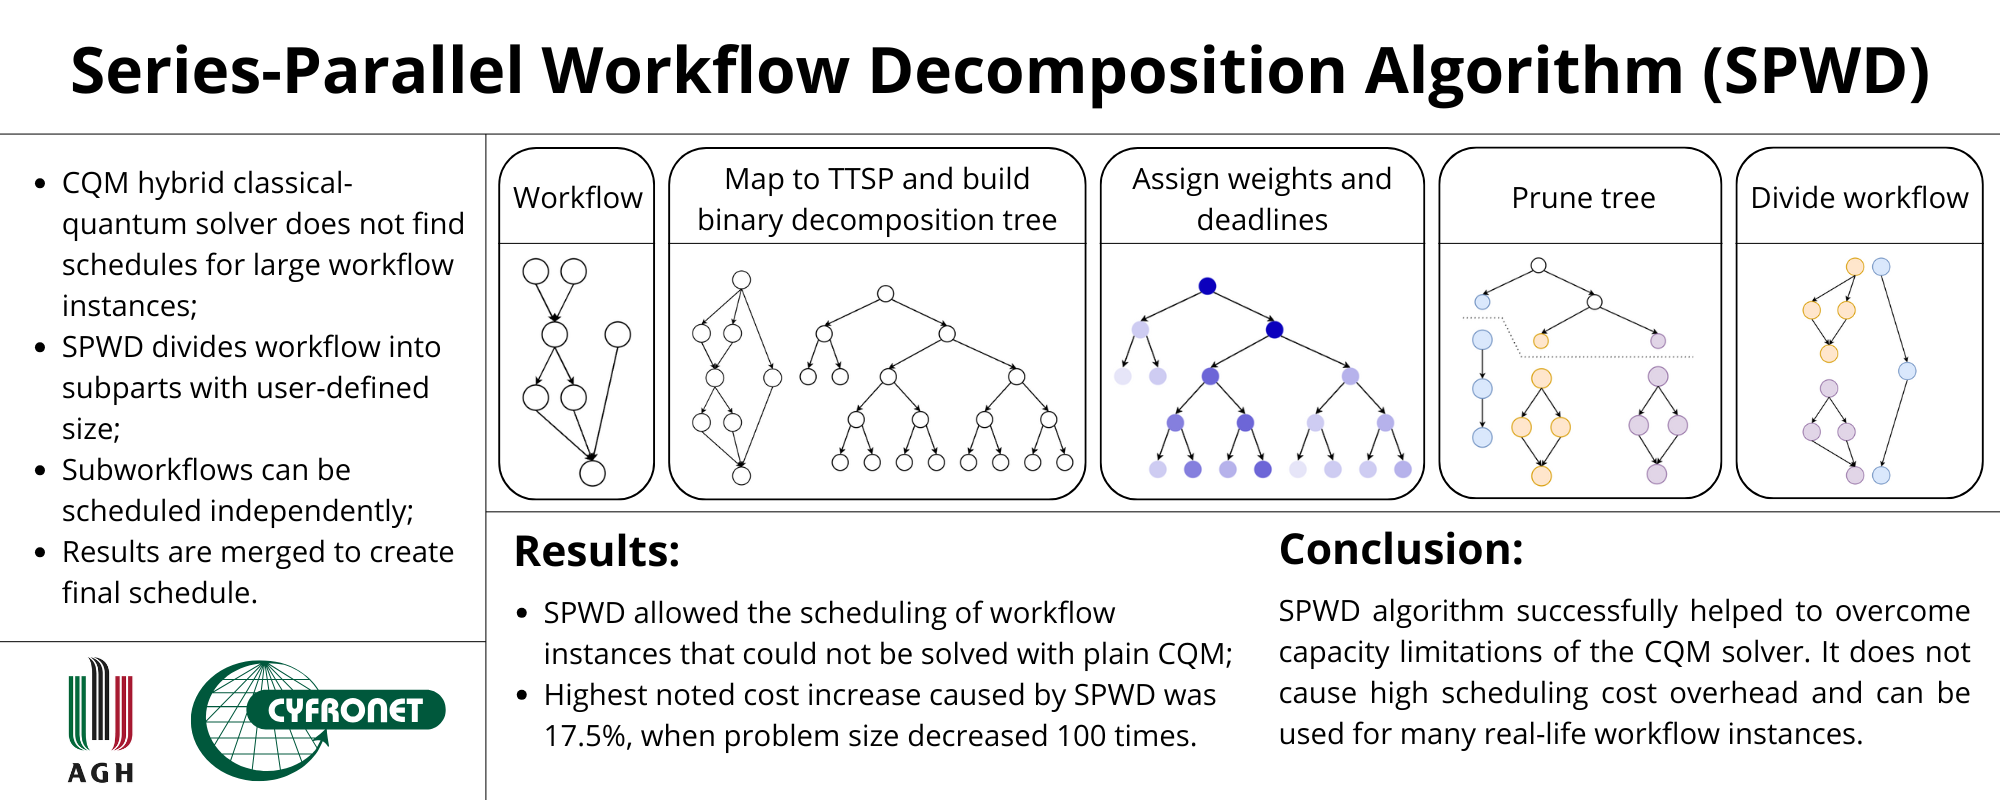 Series-Parallel Workflow Decomposition Algorithm (SPWD)
• CQM hybrid classical-
quantum solver does not find
schedules for large workflow
instances;
• SPWD divides workflow into
subparts with user-defined
size;
• Subworkflows can be
scheduled independently;
• Results are merged to create
final schedule.
AGH
CYFRONET
Workflow
Map to TTSP and build
binary decomposition tree
Assign weights and
deadlines
Prune tree
Divide workflow
Results:
• SPWD allowed the scheduling of workflow
instances that could not be solved with plain CQM;
• Highest noted cost increase caused by SPWD was
17.5%, when problem size decreased 100 times.
Conclusion:
SPWD algorithm successfully helped to overcome
capacity limitations of the CQM solver. It does not
cause high scheduling cost overhead and can be
used for many real-life workflow instances.